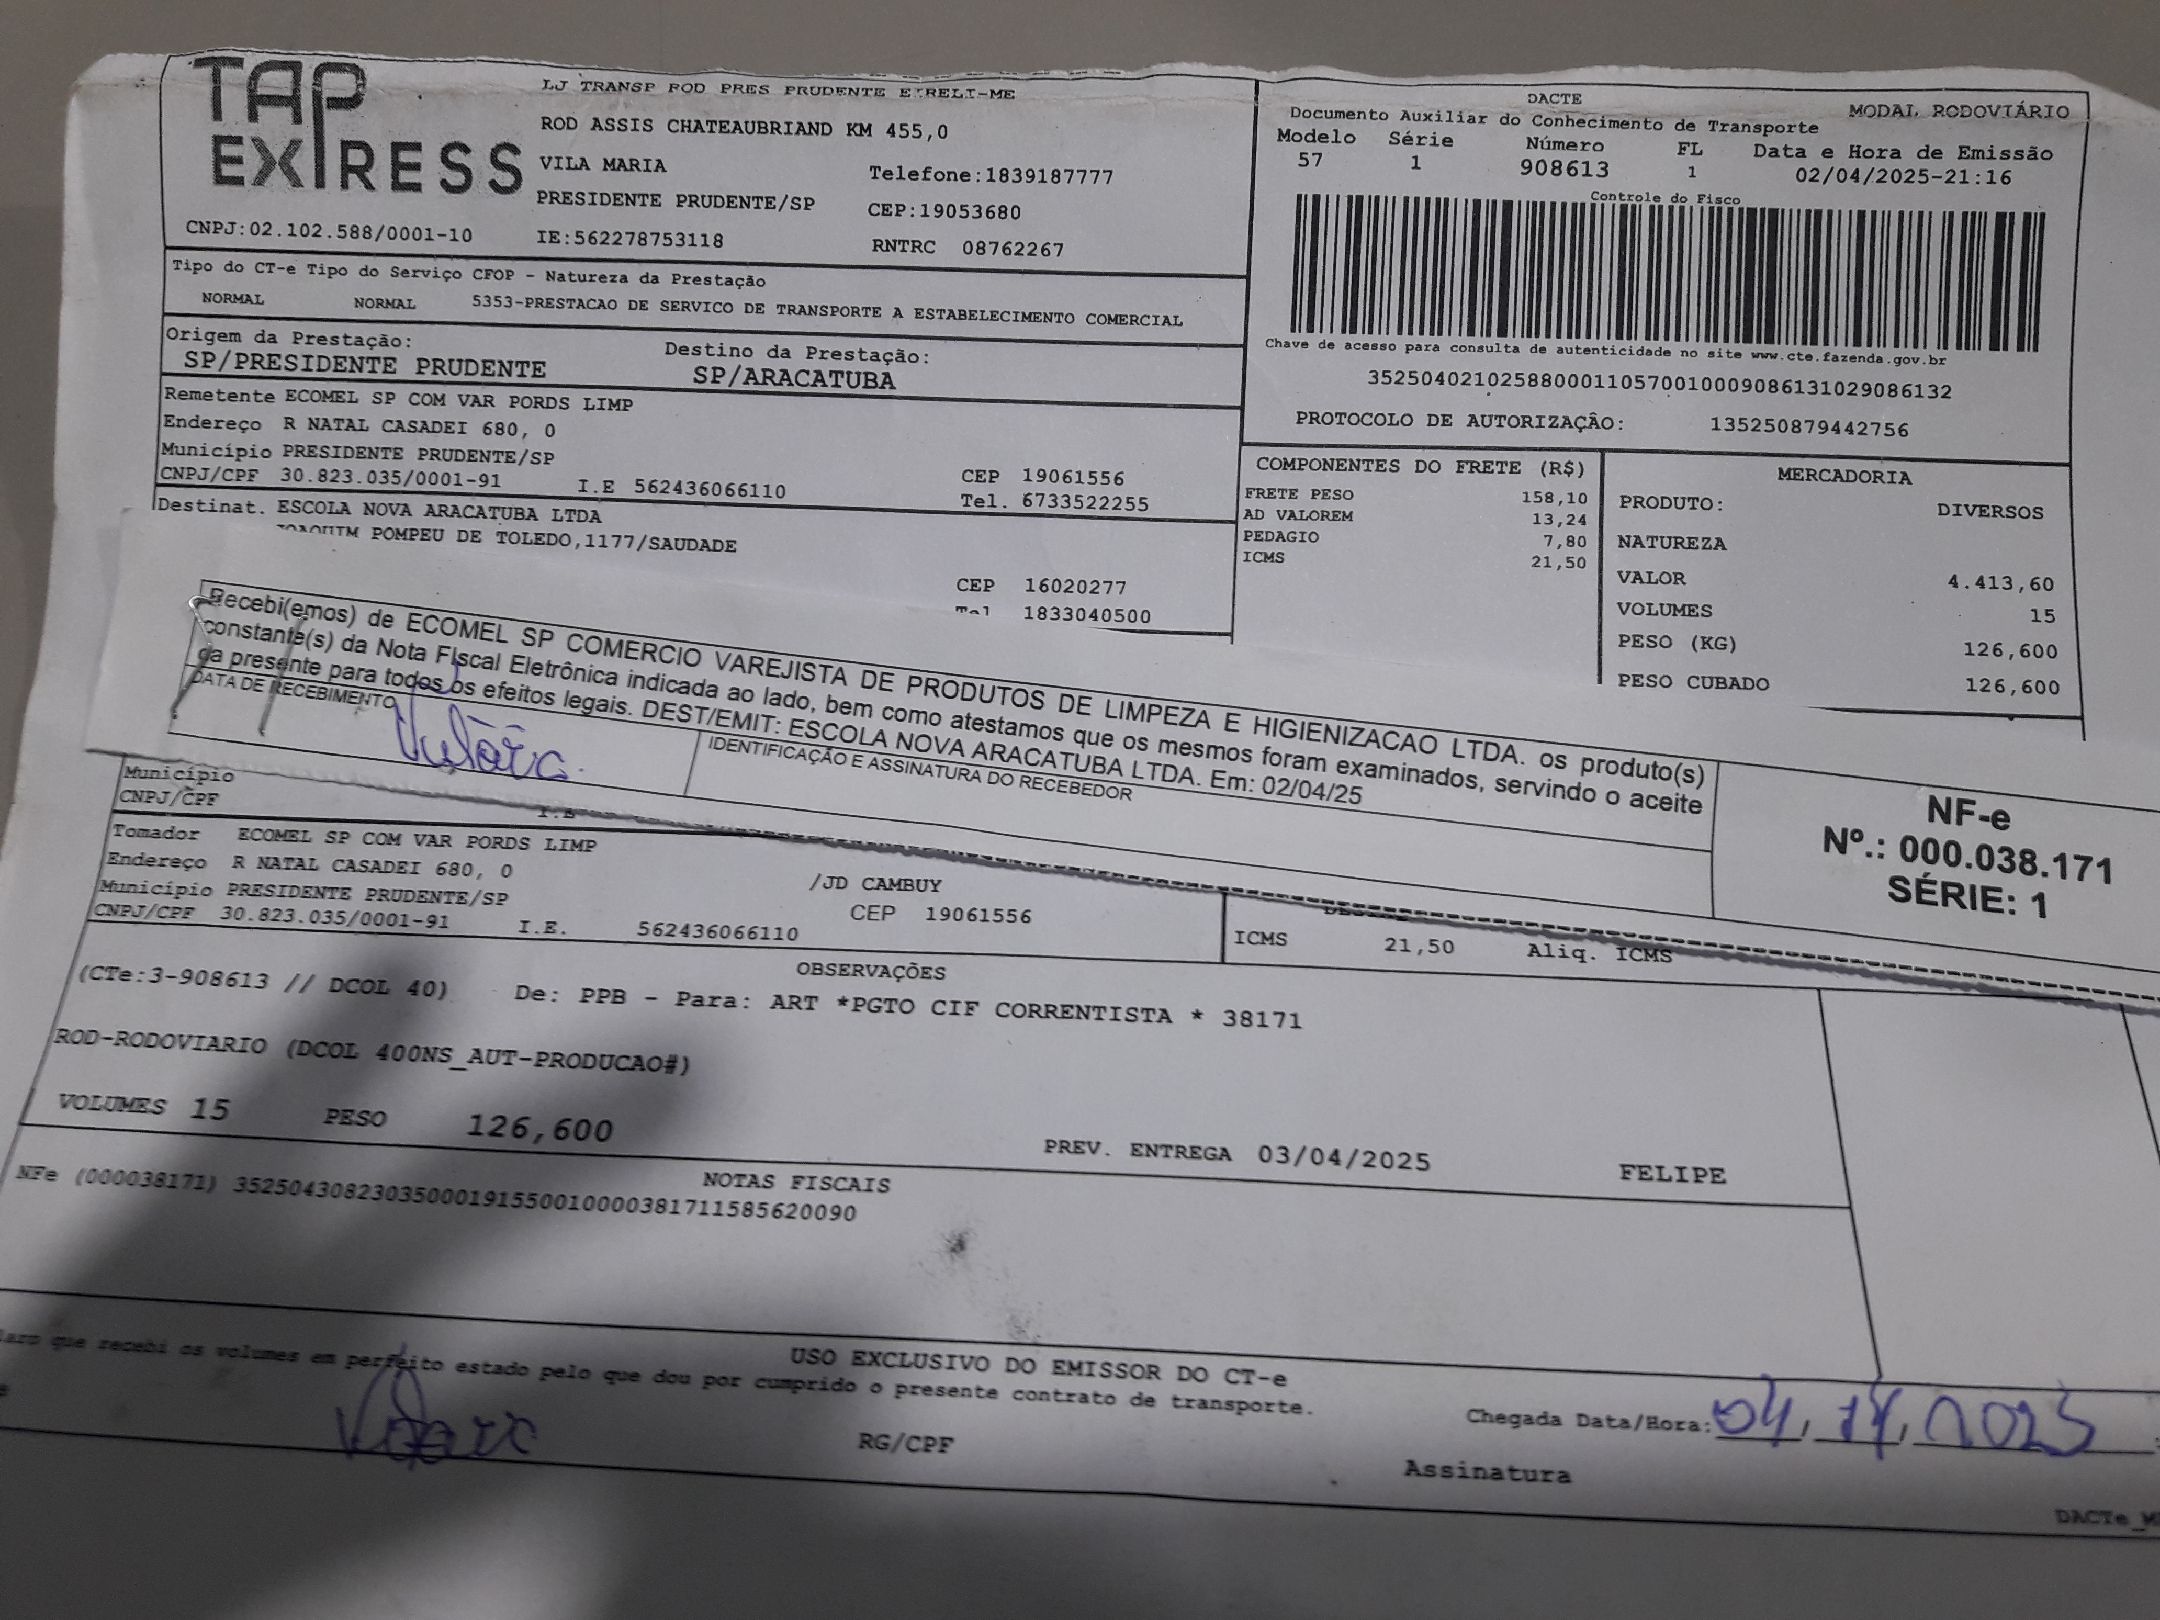 TAP
EXPRESS
LJ TRANSP ROD PRES PRUDENTE EIRELI-ME
ROD ASSIS CHATEAUBRIAND KM 455,0
VILA MARIA Telefone:1839187777
PRESIDENTE PRUDENTE/SP CEP:19053680
CNPJ:02.102.588/0001-10 IE:562278753118 RNTRC 08762267
DACTE MODAL RODOVIÁRIO
Documento Auxiliar do Conhecimento de Transporte
Modelo Série Número FL Data e Hora de Emissão
57 1 908613 1 02/04/2025-21:16
Controle do Fisco
Chave de acesso para consulta de autenticidade no site www.cte.fazenda.gov.br
35250402102588000110570010009086131029086132
PROTOCOLO DE AUTORIZAÇÃO: 135250879442756
Tipo do CT-e Tipo do Serviço CFOP - Natureza da Prestação
NORMAL NORMAL 5353-PRESTACAO DE SERVICO DE TRANSPORTE A ESTABELECIMENTO COMERCIAL
Origem da Prestação: Destino da Prestação:
SP/PRESIDENTE PRUDENTE SP/ARACATUBA
Remetente ECOMEL SP COM VAR PORDS LIMP
Endereço R NATAL CASADEI 680, 0
Município PRESIDENTE PRUDENTE/SP CEP 19061556
CNPJ/CPF 30.823.035/0001-91 I.E 562436066110 Tel. 6733522255
Destinat. ESCOLA NOVA ARACATUBA LTDA
JOAQUIM POMPEU DE TOLEDO,1177/SAUDADE
CEP 16020277
Tel 1833040500
COMPONENTES DO FRETE (R$)
FRETE PESO 158,10
AD VALOREM 13,24
PEDAGIO 7,80
ICMS 21,50
MERCADORIA
PRODUTO: DIVERSOS
NATUREZA
VALOR 4.413,60
VOLUMES 15
PESO (KG) 126,600
PESO CUBADO 126,600
Recebi(emos) de ECOMEL SP COMERCIO VAREJISTA DE PRODUTOS DE LIMPEZA E HIGIENIZACAO LTDA. os produto(s)
constante(s) da Nota Fiscal Eletrônica indicada ao lado, bem como atestamos que os mesmos foram examinados, servindo o aceite
da presente para todos os efeitos legais. DEST/EMIT: ESCOLA NOVA ARACATUBA LTDA. Em: 02/04/25
DATA DE RECEBIMENTO IDENTIFICAÇÃO E ASSINATURA DO RECEBEDOR
NF-e
Nº.: 000.038.171
SÉRIE: 1
Município
CNPJ/CPF I.E
Tomador ECOMEL SP COM VAR PORDS LIMP
Endereço R NATAL CASADEI 680, 0 /JD CAMBUY
Município PRESIDENTE PRUDENTE/SP CEP 19061556
CNPJ/CPF 30.823.035/0001-91 I.E. 562436066110
ICMS 21,50 Aliq. ICMS
OBSERVAÇÕES
(CTe:3-908613 // DCOL 40) De: PPB - Para: ART *PGTO CIF CORRENTISTA * 38171
ROD-RODOVIARIO (DCOL 400NS_AUT-PRODUCAO#)
VOLUMES 15 PESO 126,600
PREV. ENTREGA 03/04/2025 FELIPE
NOTAS FISCAIS
NFe (000038171) 35250430823035000191550010000381711585620090
USO EXCLUSIVO DO EMISSOR DO CT-e
laro que recebi os volumes em perfeito estado pelo que dou por cumprido o presente contrato de transporte.
RG/CPF Chegada Data/Hora: 04, 14, 2025
Assinatura
DACTe_M